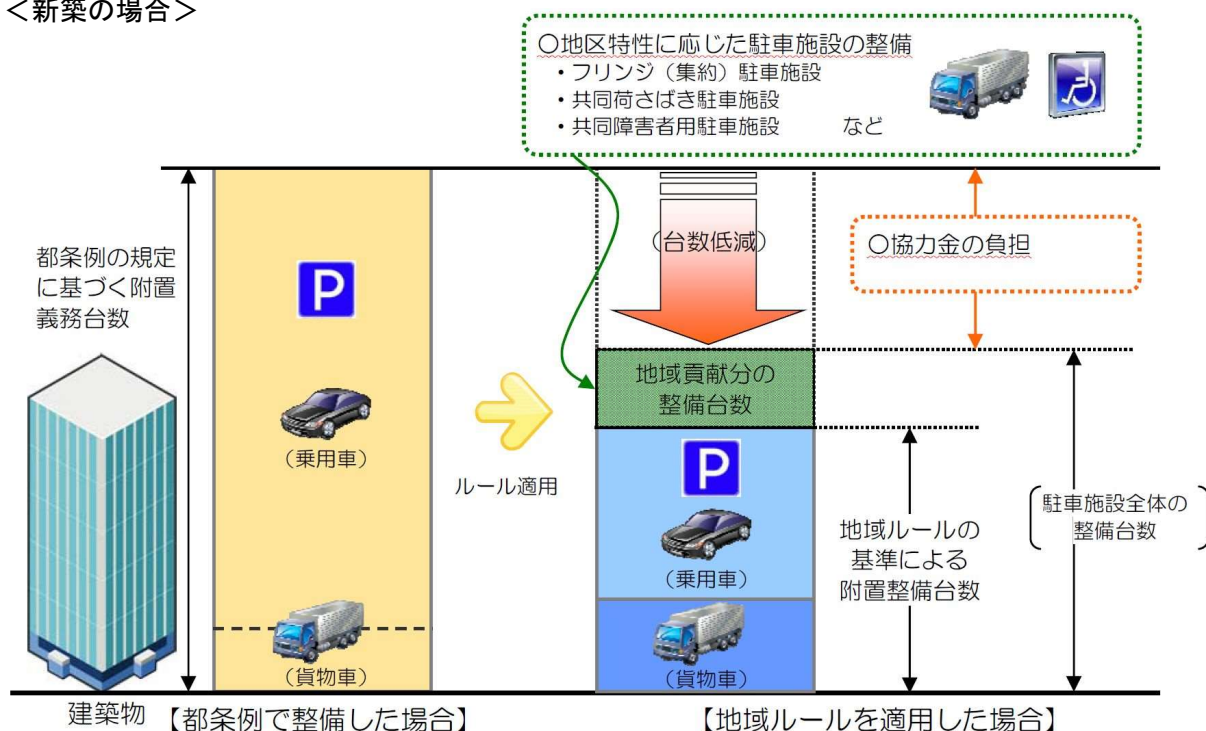 ＜新築の場合＞
〇地区特性に応じた駐車施設の整備
・フリンジ（集約）駐車施設
・共同荷さばき駐車施設
・共同障害者用駐車施設　　など
都条例の規定
に基づく附置
義務台数
P
（乗用車）
（貨物車）
建築物
【都条例で整備した場合】
ルール適用
（台数低減）
地域貢献分の
整備台数
P
（乗用車）
（貨物車）
【地域ルールを適用した場合】
〇協力金の負担
地域ルールの
基準による
附置整備台数
駐車施設全体の
整備台数